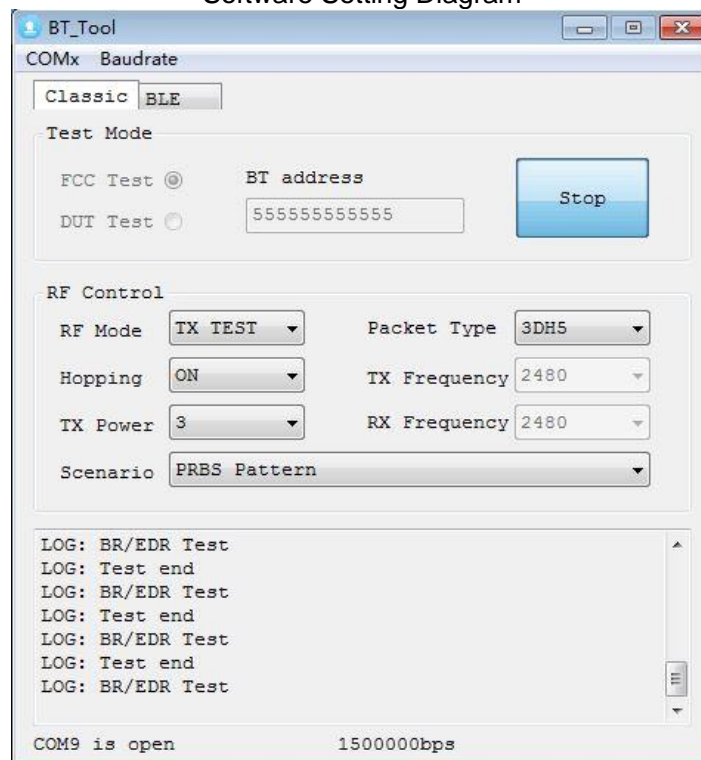 Software Setting Diagram
BT_Tool
COMx Baudrate
Classic BLE
Test Mode
FCC Test BT address
DUT Test 555555555555 Stop
RF Control
RF Mode TX TEST Packet Type 3DH5
Hopping ON TX Frequency 2480
TX Power 3 RX Frequency 2480
Scenario PRBS Pattern
LOG: BR/EDR Test
LOG: Test end
LOG: BR/EDR Test
LOG: Test end
LOG: BR/EDR Test
LOG: Test end
LOG: BR/EDR Test
COM9 is open 1500000bps